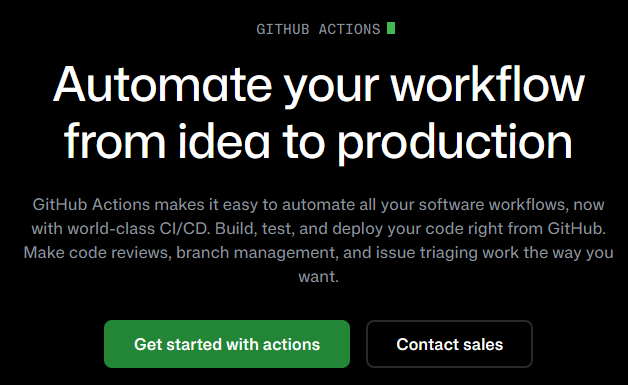 GITHUB ACTIONS
Automate your workflow
from idea to production
GitHub Actions makes it easy to automate all your software workflows, now
with world-class CI/CD. Build, test, and deploy your code right from GitHub.
Make code reviews, branch management, and issue triaging work the way you
want.
Get started with actions
Contact sales